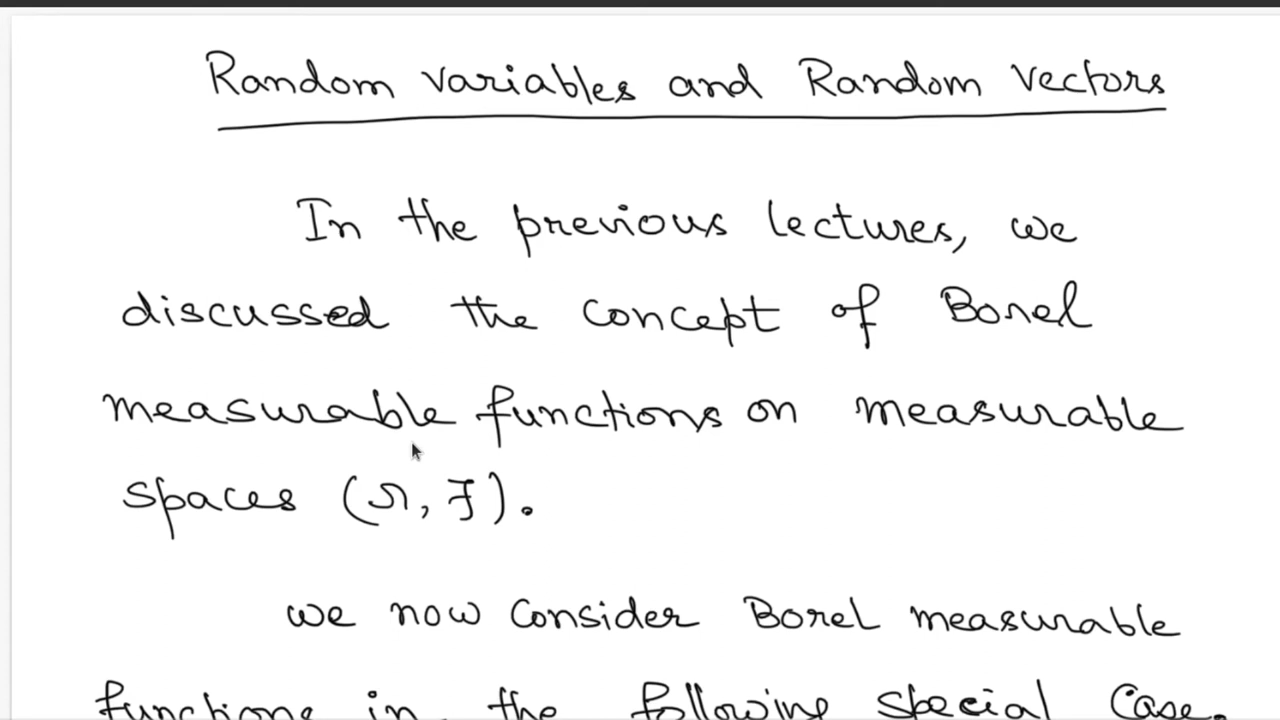 Random variables and Random vectors
In the previous lectures, we
discussed the concept of Borel
measurable functions on measurable
spaces (Ω, ℱ).
we now consider Borel measurable
functions in the following special case.